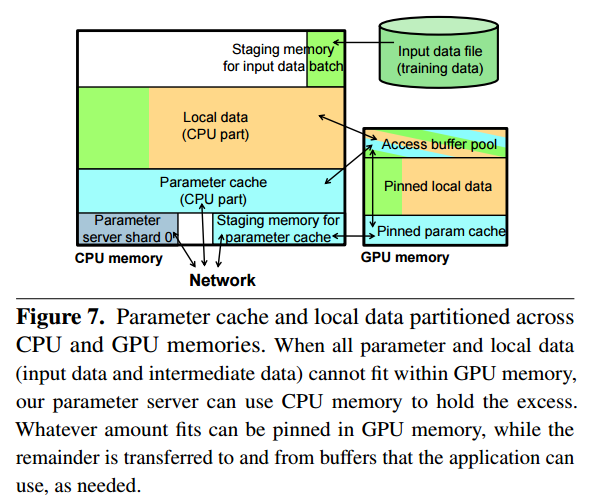 Staging memory
for input data batch
Input data file
(training data)
Local data
(CPU part)
Access buffer pool
Parameter cache
(CPU part)
Pinned local data
Parameter
server shard 0
Staging memory for
parameter cache
Pinned param cache
CPU memory
GPU memory
Network
Figure 7. Parameter cache and local data partitioned across
CPU and GPU memories. When all parameter and local data
(input data and intermediate data) cannot fit within GPU memory,
our parameter server can use CPU memory to hold the excess.
Whatever amount fits can be pinned in GPU memory, while the
remainder is transferred to and from buffers that the application can
use, as needed.